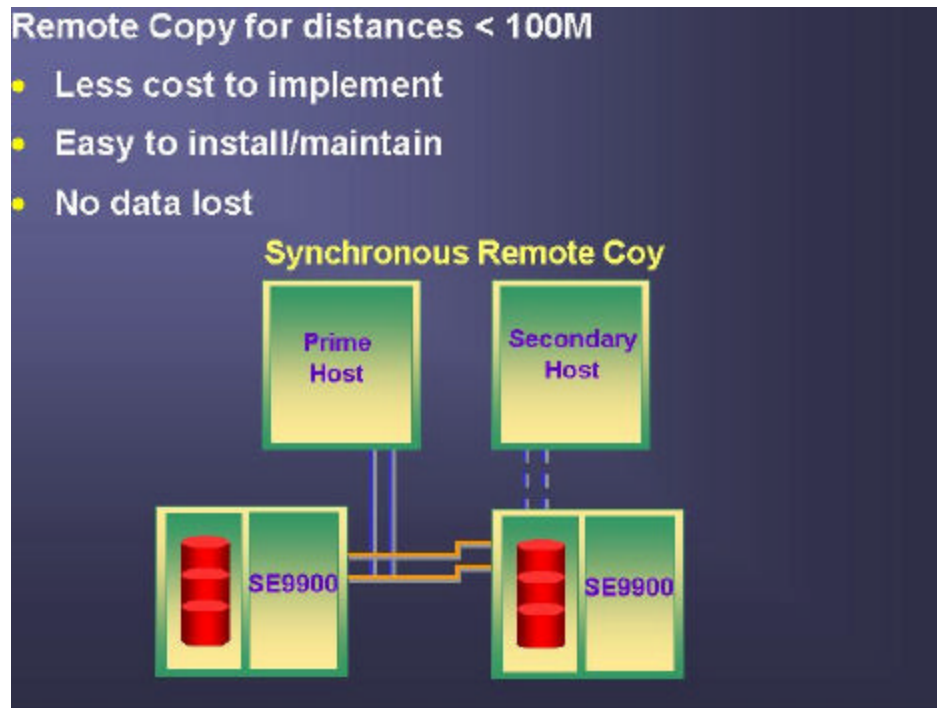 Remote Copy for distances < 100M
• Less cost to implement
• Easy to install/maintain
• No data lost
Synchronous Remote Coy
Prime
Host
Secondary
Host
SE9900
SE9900